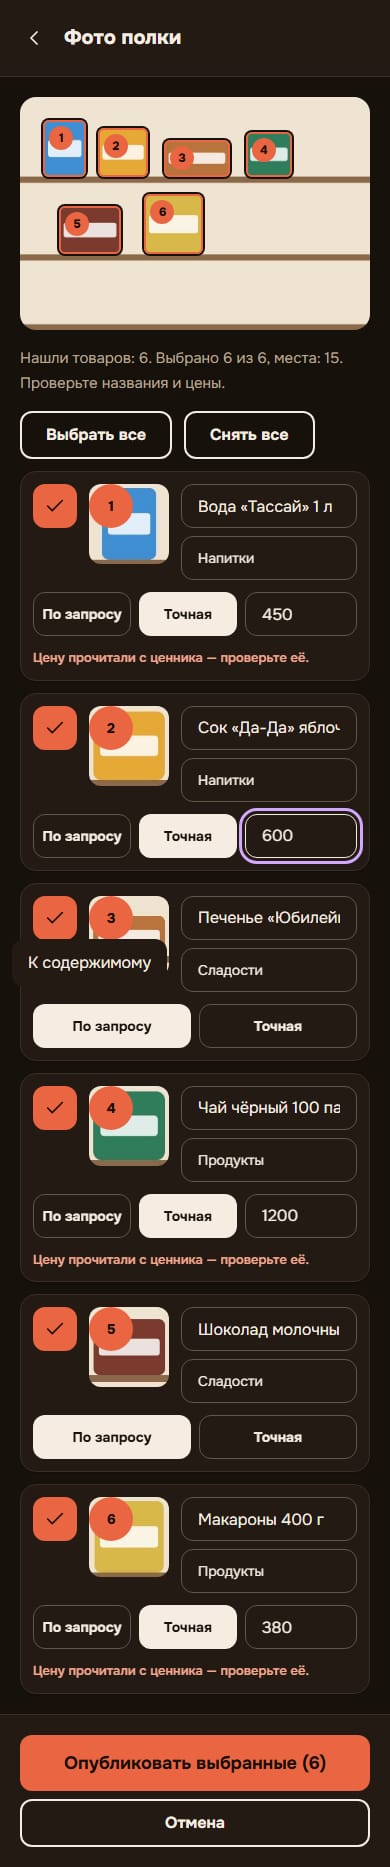 Фото полки
1
2
3
4
5
6
Нашли товаров: 6. Выбрано 6 из 6, места: 15.
Проверьте названия и цены.
Выбрать все
Снять все
1
Вода «Тассай» 1 л
Напитки
По запросу
Точная
450
Цену прочитали с ценника — проверьте её.
2
Сок «Да-Да» яблоч
Напитки
По запросу
Точная
600
3
Печенье «Юбилей
К содержимому
Сладости
По запросу
Точная
4
Чай чёрный 100 па
Продукты
По запросу
Точная
1200
Цену прочитали с ценника — проверьте её.
5
Шоколад молочны
Сладости
По запросу
Точная
6
Макароны 400 г
Продукты
По запросу
Точная
380
Цену прочитали с ценника — проверьте её.
Опубликовать выбранные (6)
Отмена